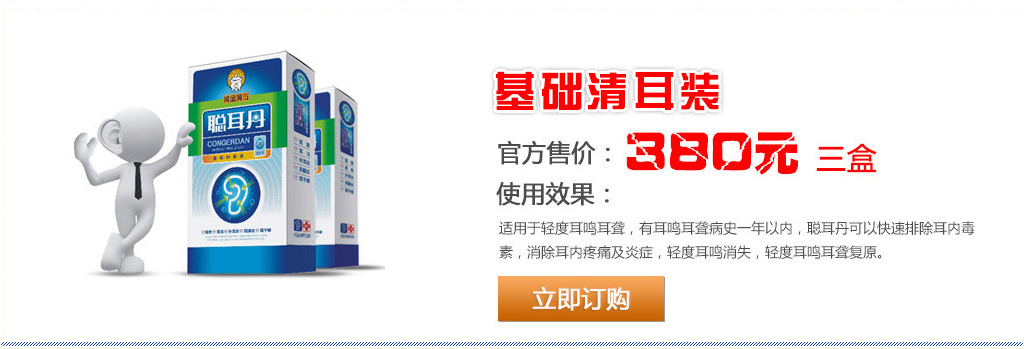 基础清耳装
官方售价： 380元 三盒
使用效果：
适用于轻度耳鸣耳聋，有耳鸣耳聋病史一年以内，聪耳丹可以快速排除耳内毒
素，消除耳内疼痛及炎症，轻度耳鸣消失，轻度耳鸣耳聋复原。
立即订购
聪耳丹
CONGERDAN